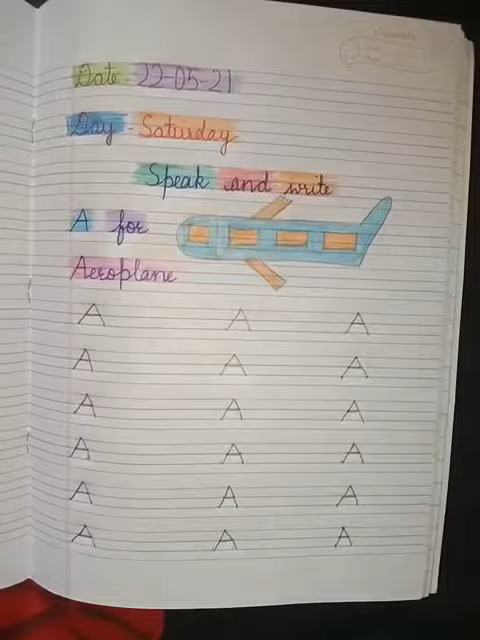 Date - 22-05-21
Day - Saturday
Speak and write
A for
Aeroplane
A A A
A A A
A A A
A A A
A A A
A A A